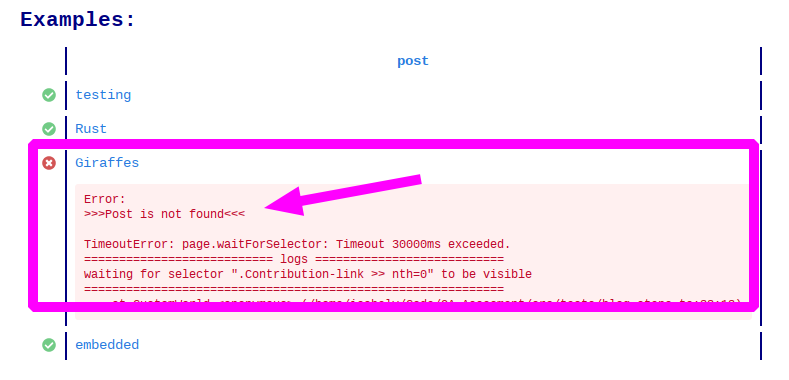 Examples:
post
testing
Rust
Giraffes
Error:
>>>Post is not found<<<
TimeoutError: page.waitForSelector: Timeout 30000ms exceeded.
=========================== logs ===========================
waiting for selector ".Contribution-link >> nth=0" to be visible
============================================================
embedded